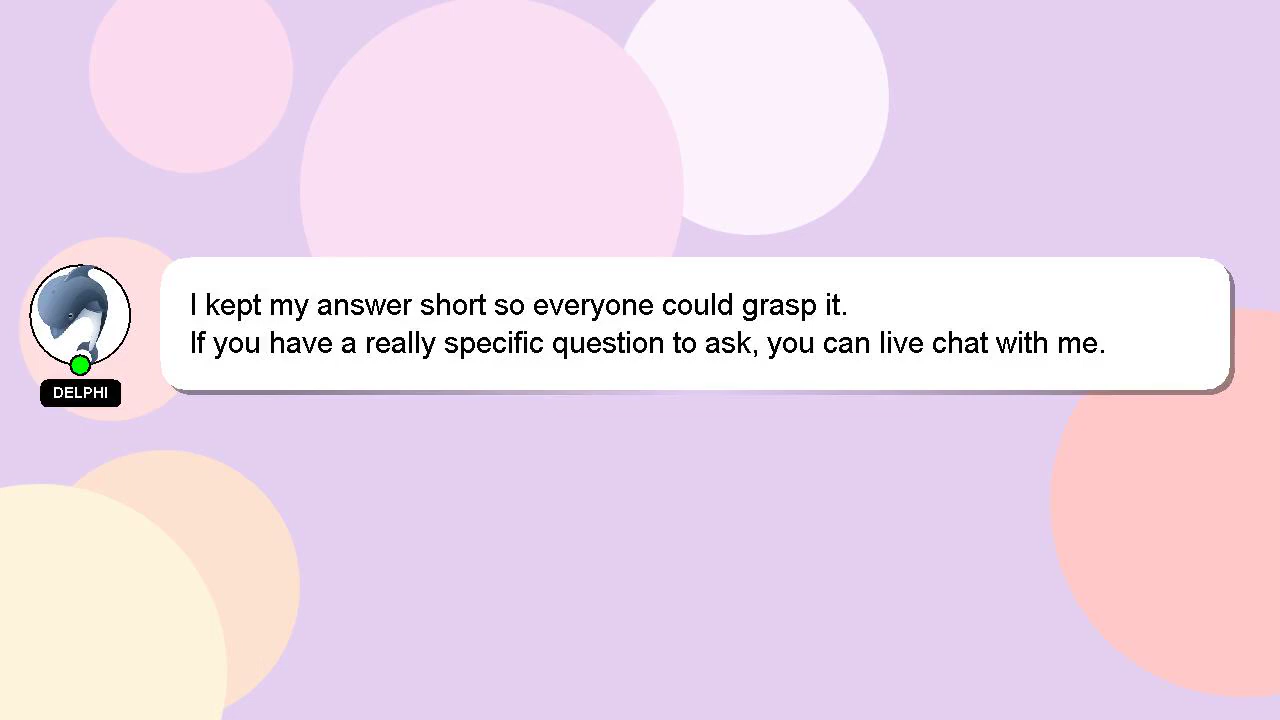 I kept my answer short so everyone could grasp it.
If you have a really specific question to ask, you can live chat with me.
DELPHI